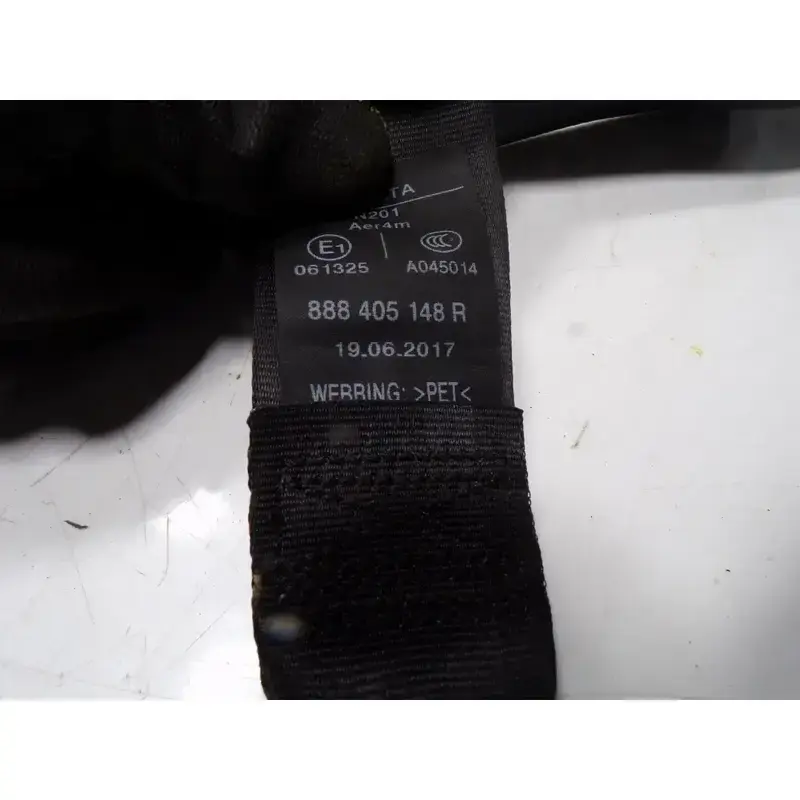 N201
Aer4m
E1
061325
A045014
888 405 148 R
19.06.2017
WEBBING: >PET<